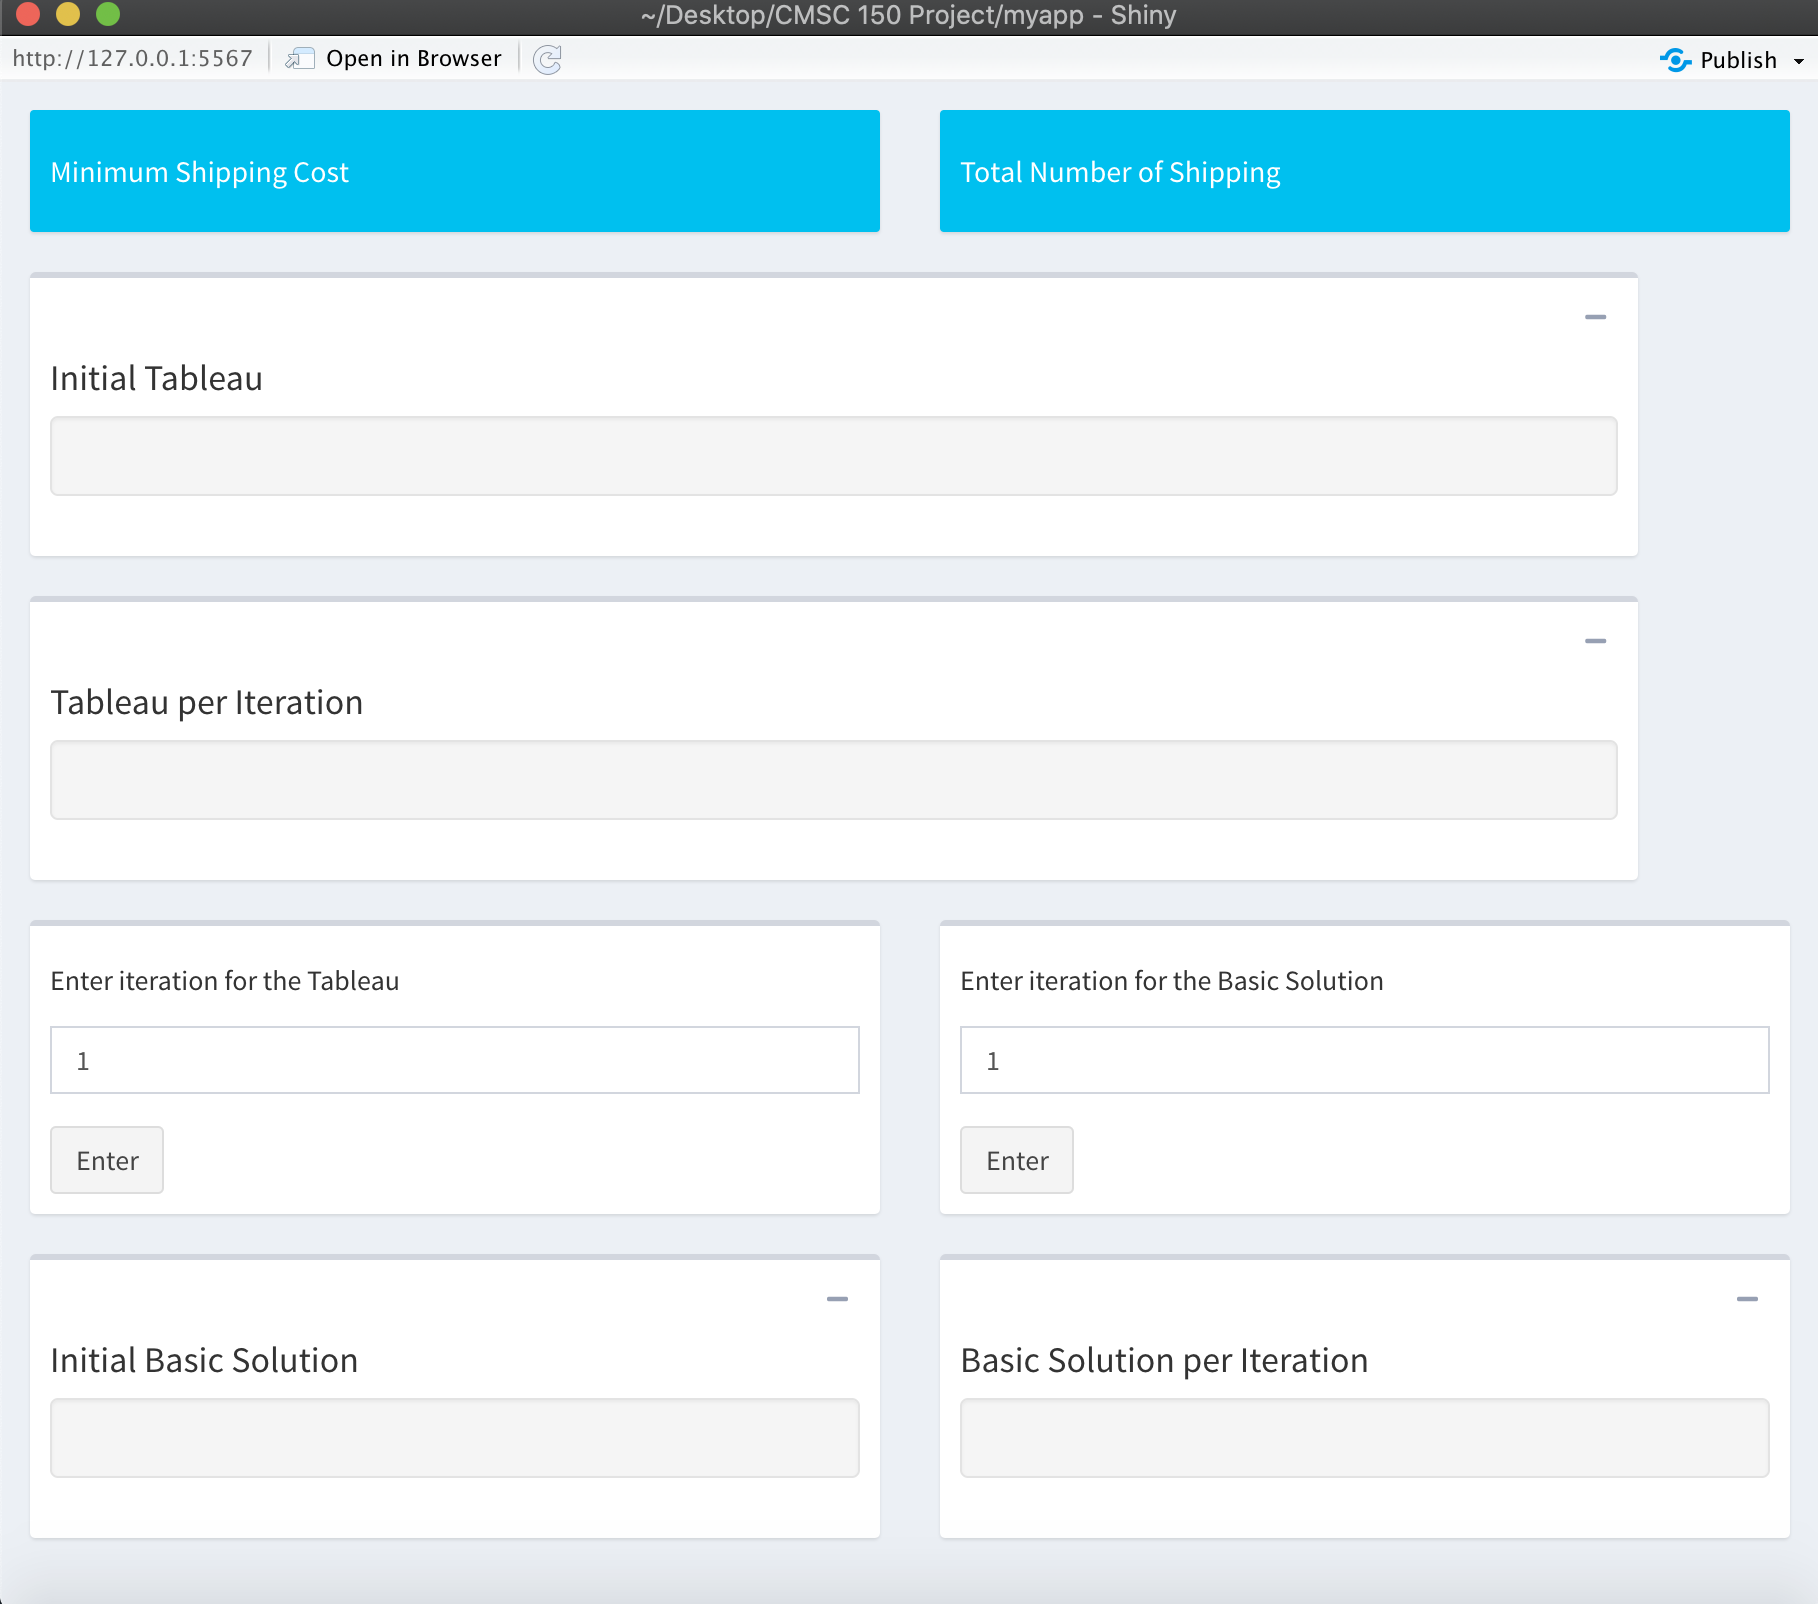 ~/Desktop/CMSC 150 Project/myapp - Shiny
http://127.0.0.1:5567 Open in Browser Publish
Minimum Shipping Cost
Total Number of Shipping
Initial Tableau
Tableau per Iteration
Enter iteration for the Tableau
1
Enter
Enter iteration for the Basic Solution
1
Enter
Initial Basic Solution
Basic Solution per Iteration